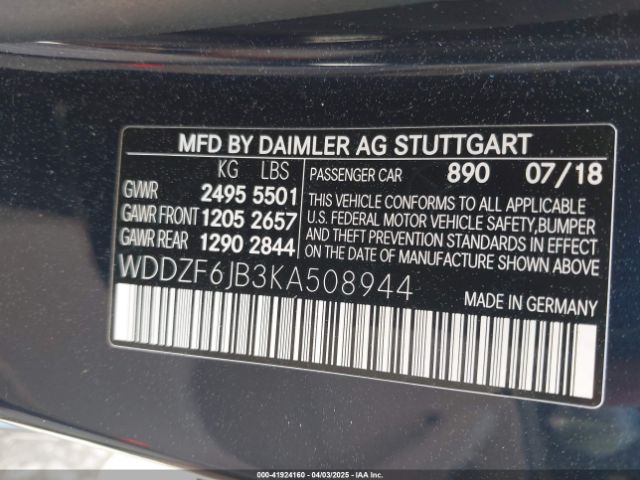 MFD BY DAIMLER AG STUTTGART
KG LBS
GVWR 2495 5501
GAWR FRONT 1205 2657
GAWR REAR 1290 2844
PASSENGER CAR 890 07/18
THIS VEHICLE CONFORMS TO ALL APPLICABLE
U.S. FEDERAL MOTOR VEHICLE SAFETY,BUMPER
AND THEFT PREVENTION STANDARDS IN EFFECT
ON THE DATE OF MANUFACTURE SHOWN ABOVE.
WDDZF6JB3KA508944
MADE IN GERMANY
000-41924160 - 04/03/2025 - IAA Inc.